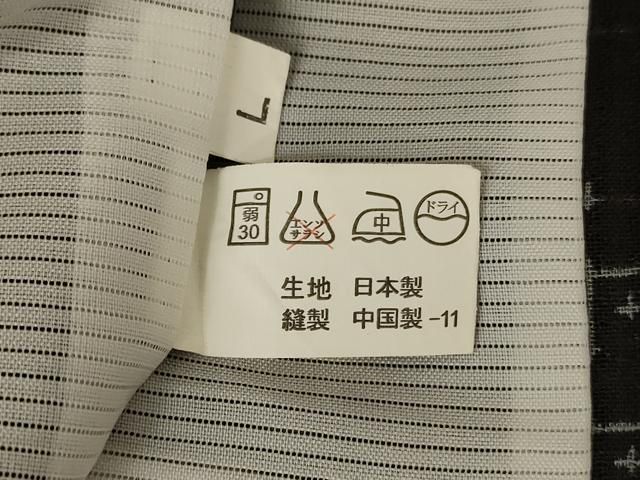 L
弱
30
エンソ
サラシ
中
ドライ
生地 日本製
縫製 中国製 -11